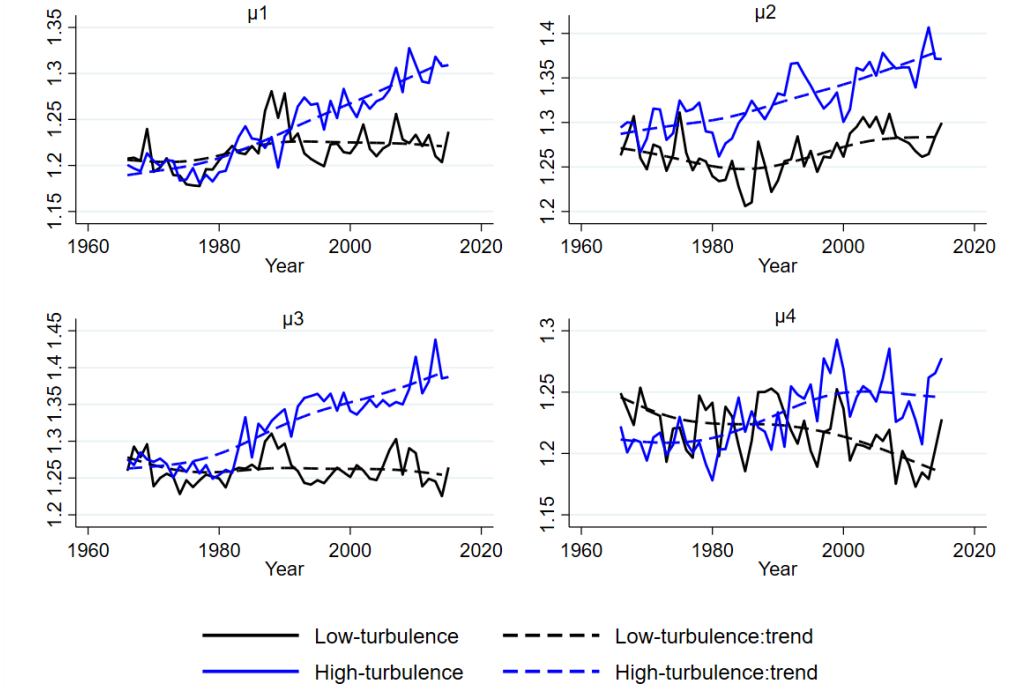 µ1
1.15 1.2 1.25 1.3 1.35
1960 1980 2000 2020
Year
µ2
1.2 1.25 1.3 1.35 1.4
1960 1980 2000 2020
Year
µ3
1.2 1.25 1.3 1.35 1.4 1.45
1960 1980 2000 2020
Year
µ4
1.15 1.2 1.25 1.3
1960 1980 2000 2020
Year
Low-turbulence Low-turbulence:trend
High-turbulence High-turbulence:trend